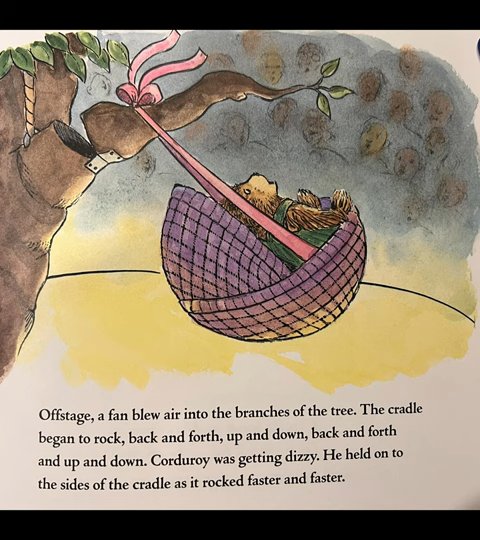 Offstage, a fan blew air into the branches of the tree. The cradle
began to rock, back and forth, up and down, back and forth
and up and down. Corduroy was getting dizzy. He held on to
the sides of the cradle as it rocked faster and faster.